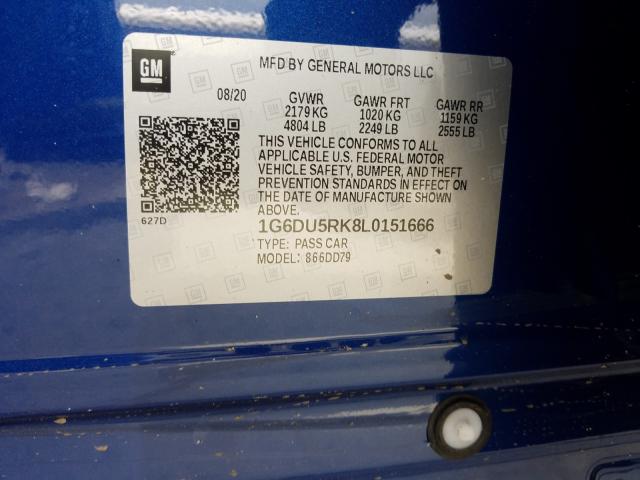 GM
MFD BY GENERAL MOTORS LLC
08/20 GVWR GAWR FRT GAWR RR
2179 KG 1020 KG 1159 KG
4804 LB 2249 LB 2555 LB
THIS VEHICLE CONFORMS TO ALL
APPLICABLE U.S. FEDERAL MOTOR
VEHICLE SAFETY, BUMPER, AND THEFT
PREVENTION STANDARDS IN EFFECT ON
THE DATE OF MANUFACTURE SHOWN
ABOVE.
627D
1G6DU5RK8L0151666
TYPE: PASS CAR
MODEL: 866DD79